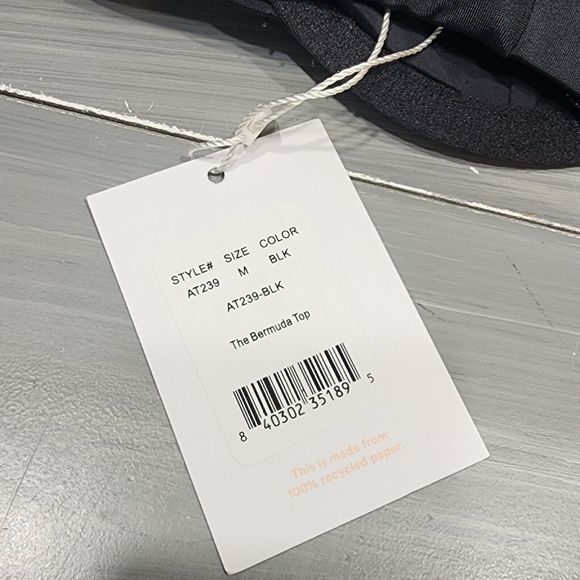 STYLE# SIZE COLOR
AT239 M BLK
AT239-BLK
The Bermuda Top
8 40302 35189 5
This is made from
100% recycled paper.